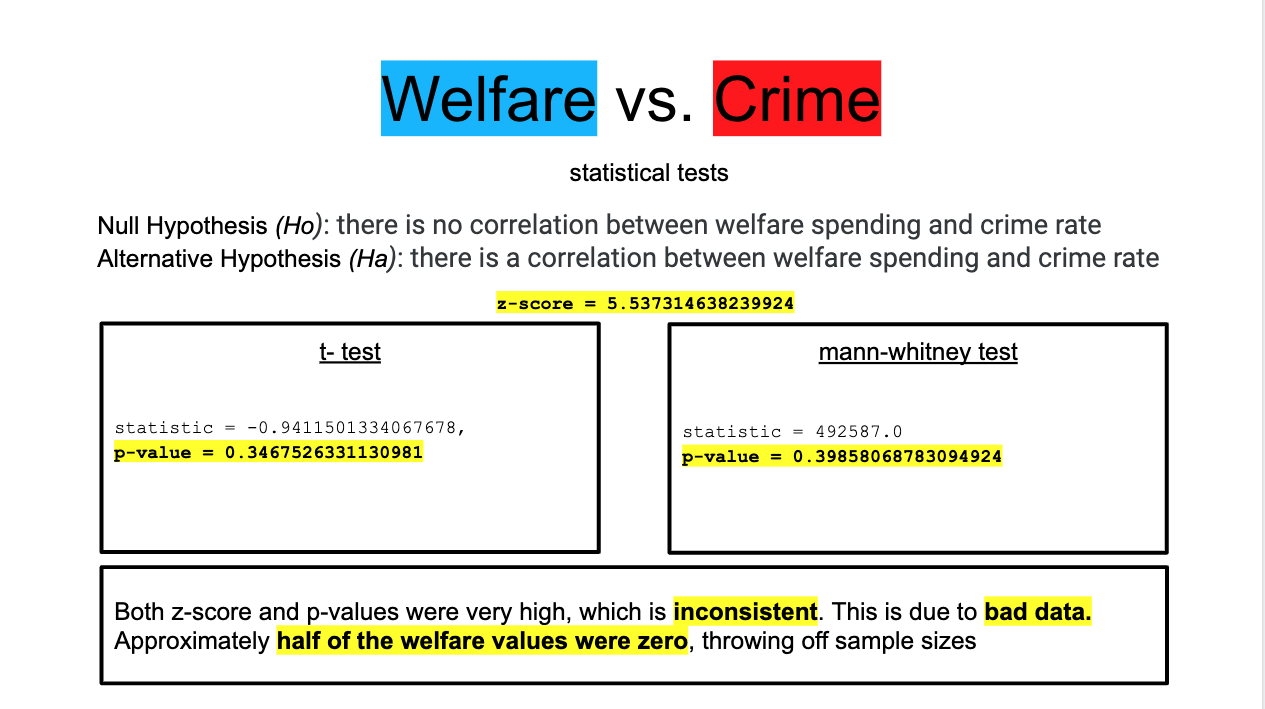 Welfare vs. Crime
statistical tests
Null Hypothesis (Ho): there is no correlation between welfare spending and crime rate
Alternative Hypothesis (Ha): there is a correlation between welfare spending and crime rate
z-score = 5.537314638239924
t- test
statistic = -0.9411501334067678,
p-value = 0.3467526331130981
mann-whitney test
statistic = 492587.0
p-value = 0.39858068783094924
Both z-score and p-values were very high, which is inconsistent. This is due to bad data.
Approximately half of the welfare values were zero, throwing off sample sizes